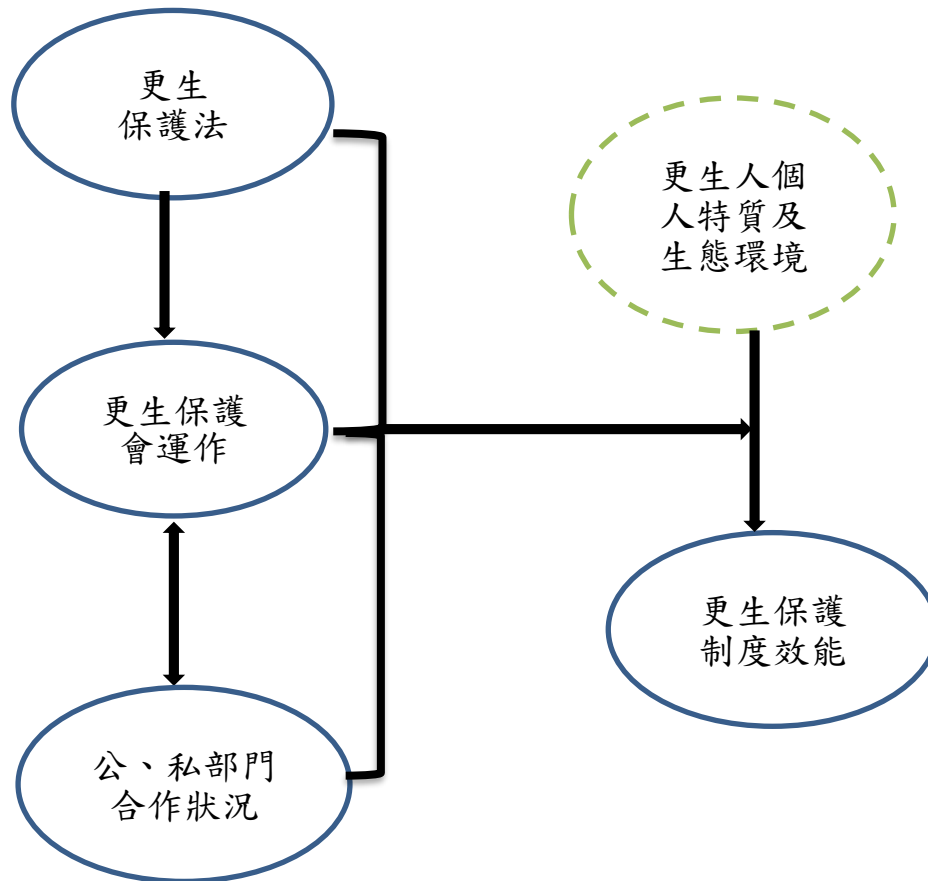 更生
保護法
更生人個
人特質及
生態環境
更生保護
會運作
更生保護
制度效能
公、私部門
合作狀況